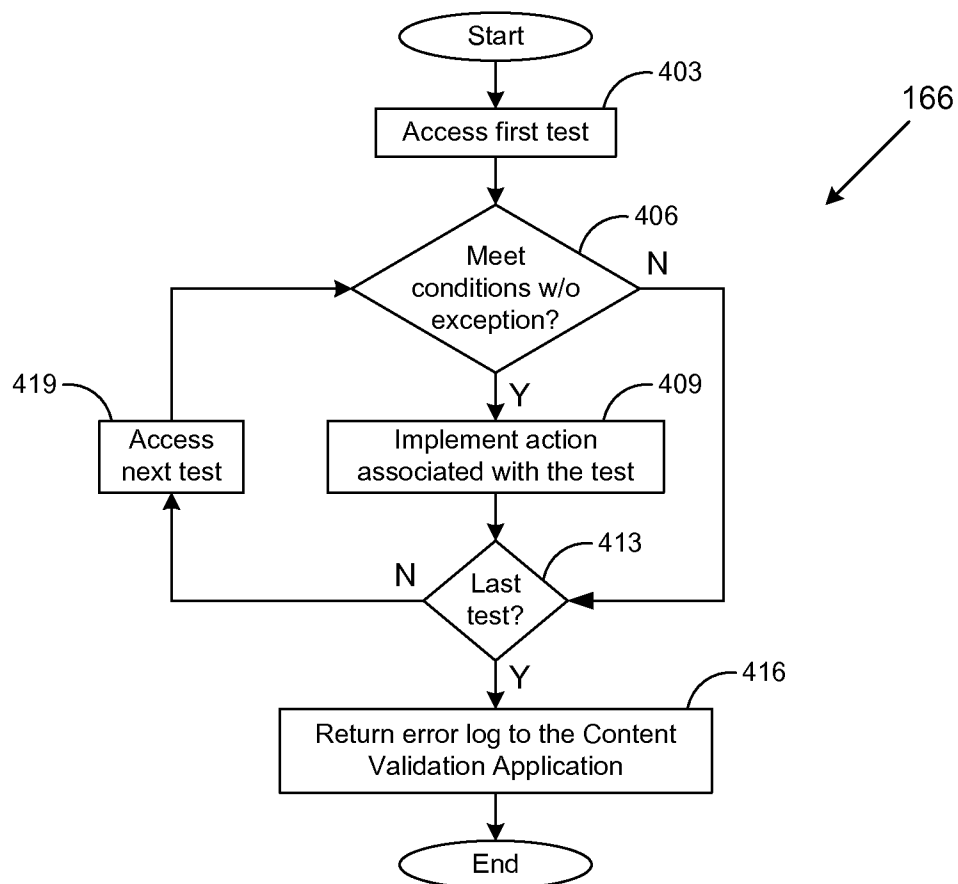 Start
403
Access first test
166
406
Meet
conditions w/o
exception?
N
Y
419
Access
next test
409
Implement action
associated with the test
413
N
Last
test?
Y
416
Return error log to the Content
Validation Application
End